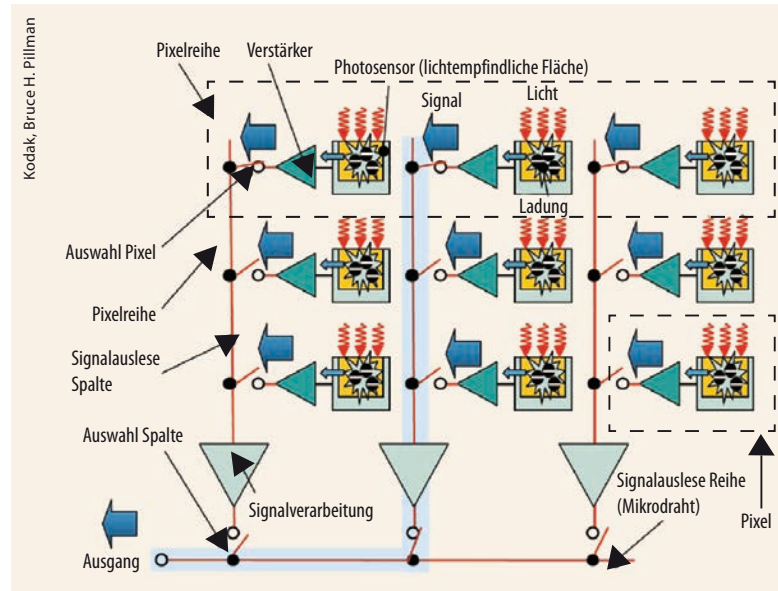 Kodak, Bruce H. Pillman
Pixelreihe
Verstärker
Photosensor (lichtempfindliche Fläche)
Signal
Licht
Ladung
Auswahl Pixel
Pixelreihe
Signalauslese
Spalte
Auswahl Spalte
Signalverarbeitung
Signalauslese Reihe
(Mikrodraht)
Pixel
Ausgang